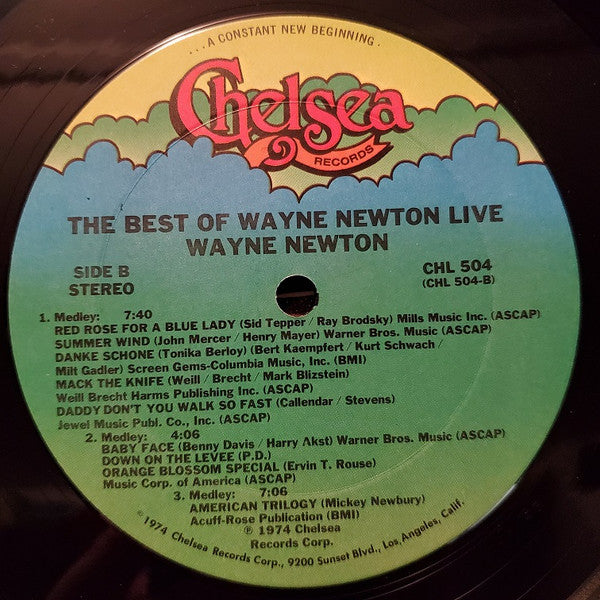 ...A CONSTANT NEW BEGINNING.
Chelsea
RECORDS
THE BEST OF WAYNE NEWTON LIVE
WAYNE NEWTON
SIDE B
STEREO
CHL 504
(CHL 504-B)
1. Medley: 7:40
RED ROSE FOR A BLUE LADY (Sid Tepper / Ray Brodsky) Mills Music Inc. (ASCAP)
SUMMER WIND (John Mercer / Henry Mayer) Warner Bros. Music (ASCAP)
DANKE SCHONE (Tonika Berloy) (Bert Kaempfert / Kurt Schwach /
Milt Gadler) Screen Gems-Columbia Music, Inc. (BMI)
MACK THE KNIFE (Weill / Brecht / Mark Blizstein)
Weill Brecht Harms Publishing Inc. (ASCAP)
DADDY DON'T YOU WALK SO FAST (Callendar / Stevens)
Jewel Music Publ. Co., Inc. (ASCAP)
2. Medley: 4:06
BABY FACE (Benny Davis / Harry Akst) Warner Bros. Music (ASCAP)
DOWN ON THE LEVEE (P.D.)
ORANGE BLOSSOM SPECIAL (Ervin T. Rouse)
Music Corp. of America (ASCAP)
3. Medley: 7:06
AMERICAN TRILOGY (Mickey Newbury)
Acuff-Rose Publication (BMI)
℗ 1974 Chelsea
Records Corp.
© 1974 Chelsea Records Corp., 9200 Sunset Blvd., Los Angeles, Calif.